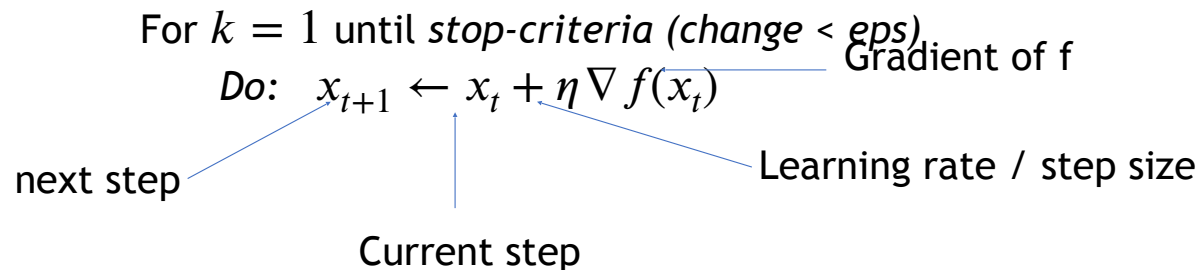 For k = 1 until stop-criteria (change < eps)
Gradient of f
Do: x_{t+1} ← x_t + η ∇ f(x_t)
next step
Learning rate / step size
Current step